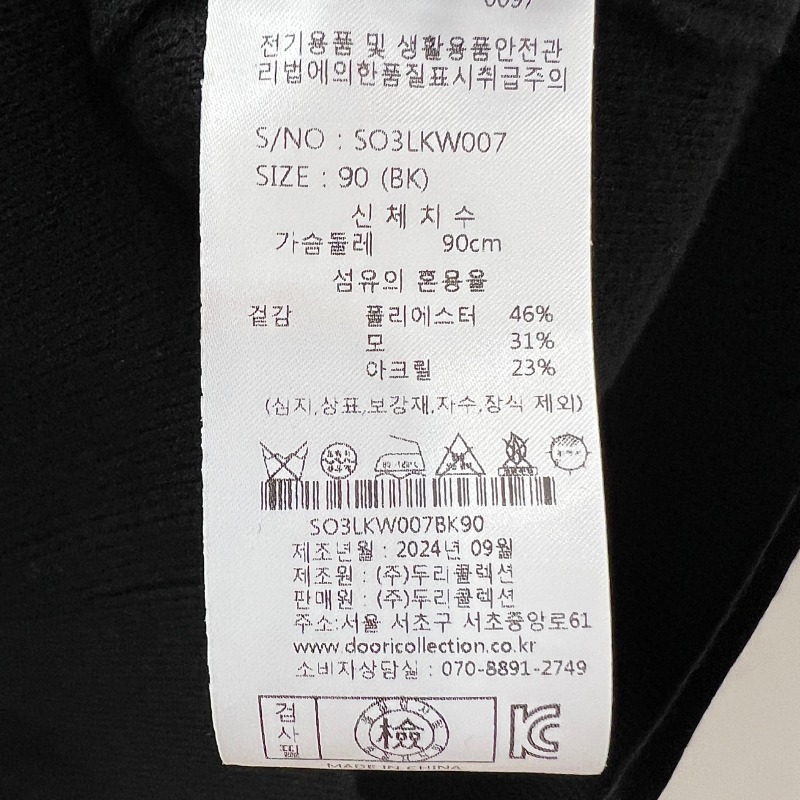 0097
전기용품 및 생활용품안전관
리법에의한품질표시취급주의
S/NO : SO3LKW007
SIZE : 90 (BK)
신 체 치 수
가슴둘레 90cm
섬유의 혼용율
겉감 폴리에스터 46%
모 31%
아크릴 23%
(심지,상표,보강재,자수,장식 제외)
80~120℃
SO3LKW007BK90
제조년월 : 2024년 09월
제조원 : (주)두리콜렉션
판매원 : (주)두리콜렉션
주소:서울 서초구 서초중앙로61
www.dooricollection.co.kr
소비자상담실 : 070-8891-2749
검사필
檢
MADE IN CHINA